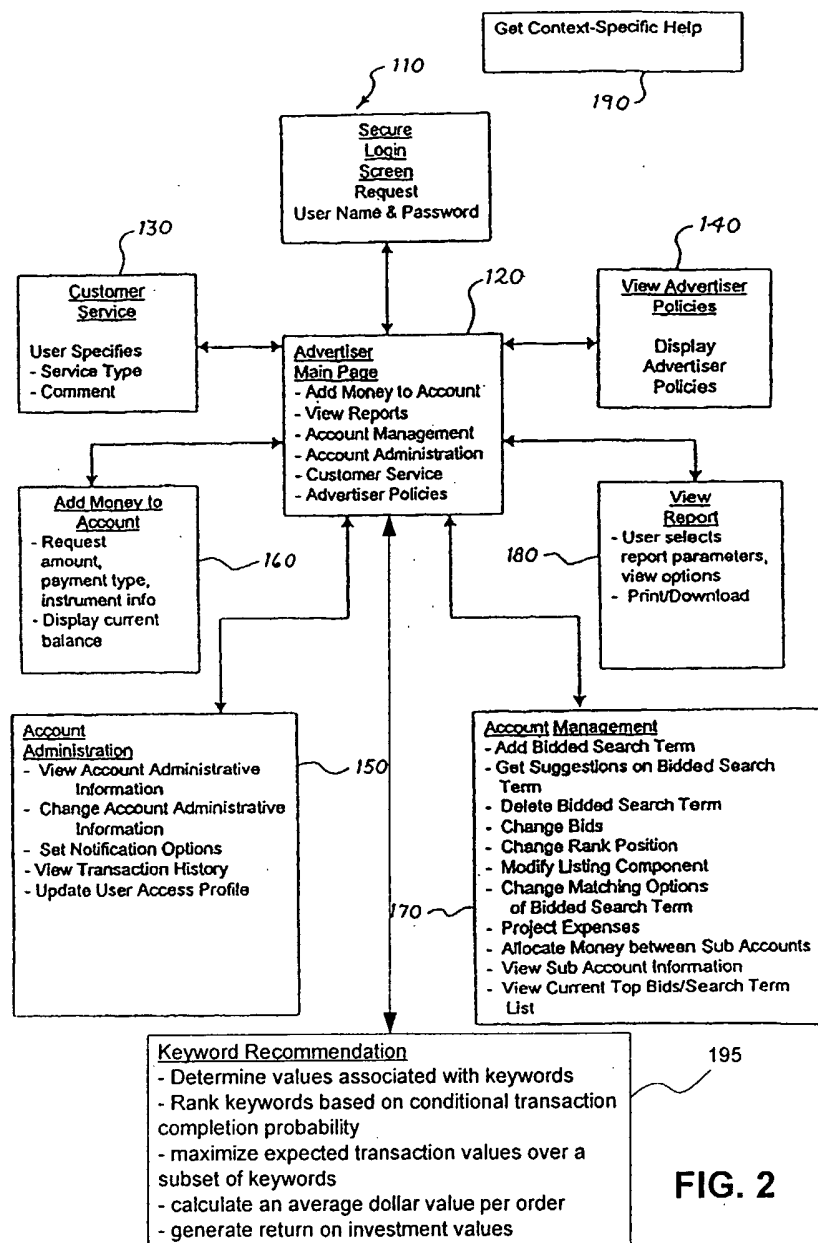 Get Context-Specific Help
190
110
Secure
Login
Screen
Request
User Name & Password
130
Customer
Service
User Specifies
- Service Type
- Comment
120
Advertiser
Main Page
- Add Money to Account
- View Reports
- Account Management
- Account Administration
- Customer Service
- Advertiser Policies
140
View Advertiser
Policies
Display
Advertiser
Policies
Add Money to
Account
- Request
amount,
payment type,
instrument info
- Display current
balance
160
View
Report
- User selects
report parameters,
view options
- Print/Download
180
Account
Administration
- View Account Administrative
Information
- Change Account Administrative
Information
- Set Notification Options
- View Transaction History
- Update User Access Profile
150
Account Management
- Add Bidded Search Term
- Get Suggestions on Bidded Search
Term
- Delete Bidded Search Term
- Change Bids
- Change Rank Position
- Modify Listing Component
- Change Matching Options
of Bidded Search Term
- Project Expenses
- Allocate Money between Sub Accounts
- View Sub Account Information
- View Current Top Bids/Search Term
List
170
Keyword Recommendation
- Determine values associated with keywords
- Rank keywords based on conditional transaction
completion probability
- maximize expected transaction values over a
subset of keywords
- calculate an average dollar value per order
- generate return on investment values
195
FIG. 2